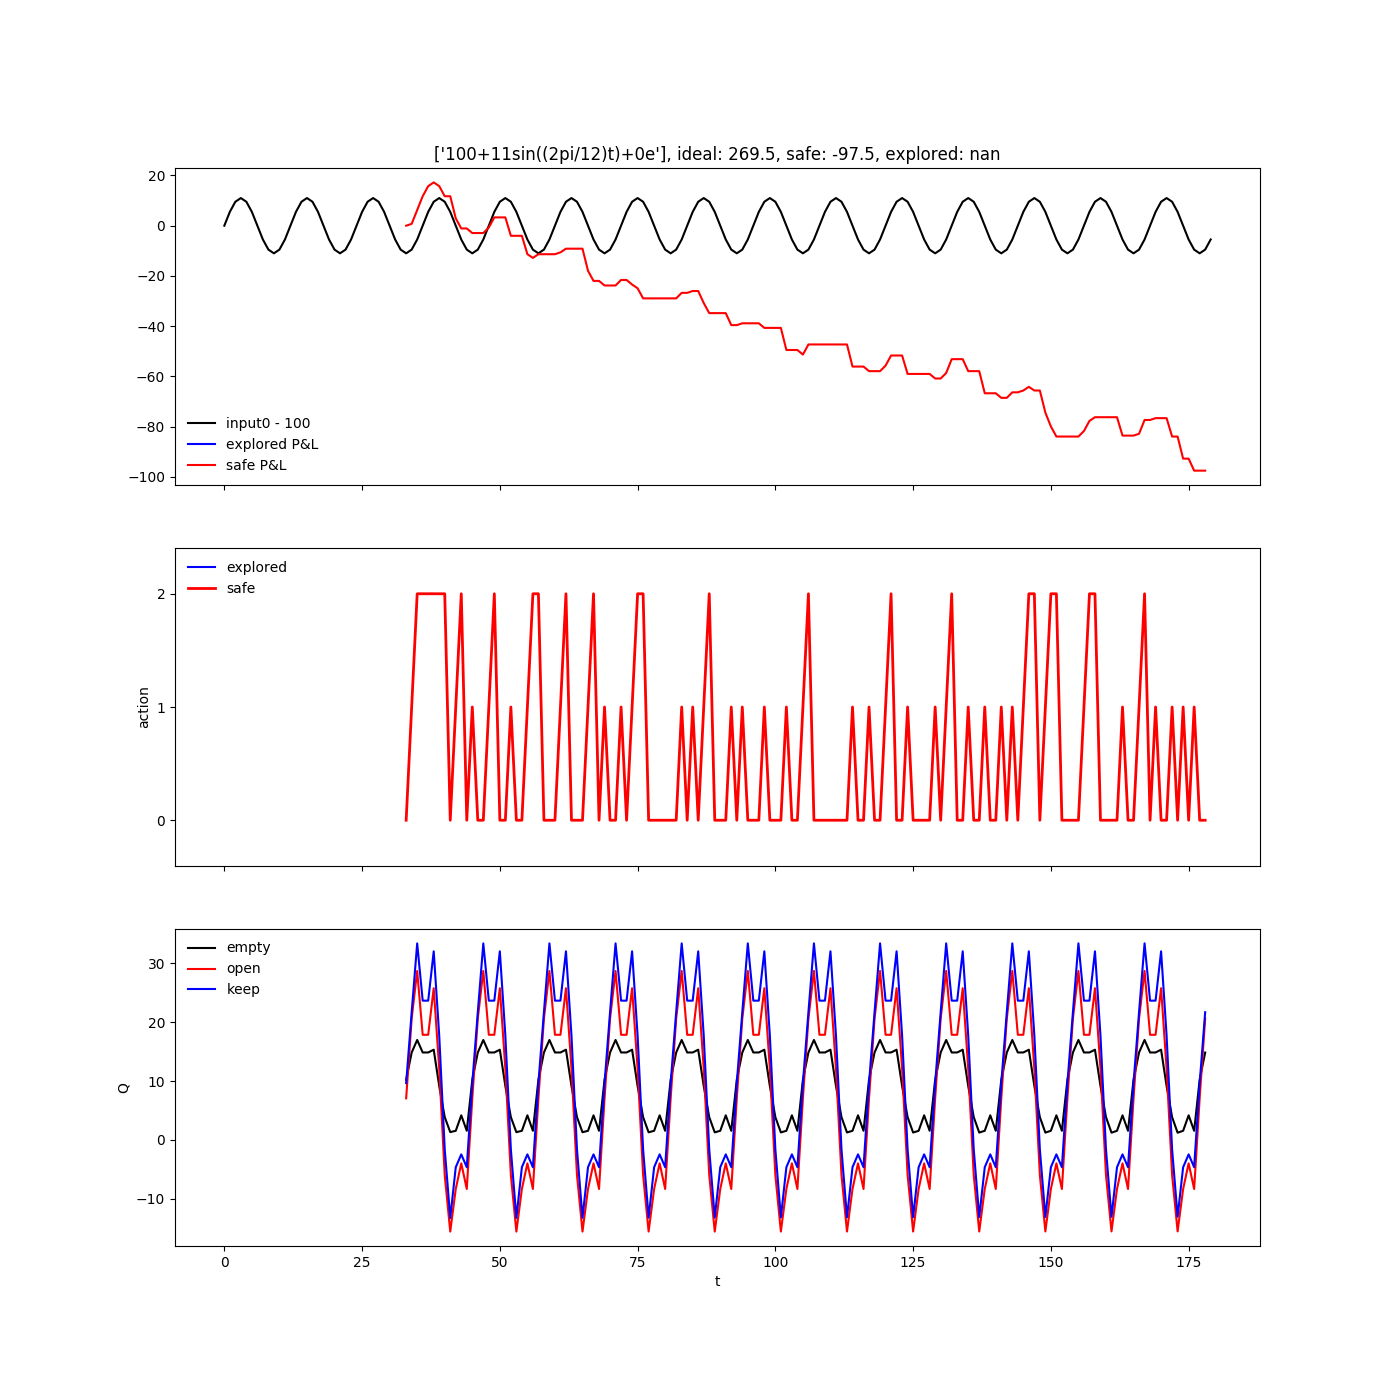 ['100+11sin((2pi/12)t)+0e'], ideal: 269.5, safe: -97.5, explored: nan
20
0
−20
−40
−60
−80
−100
input0 - 100
explored P&L
safe P&L
explored
safe
2
1
0
action
empty
open
keep
30
20
10
0
−10
Q
0 25 50 75 100 125 150 175
t